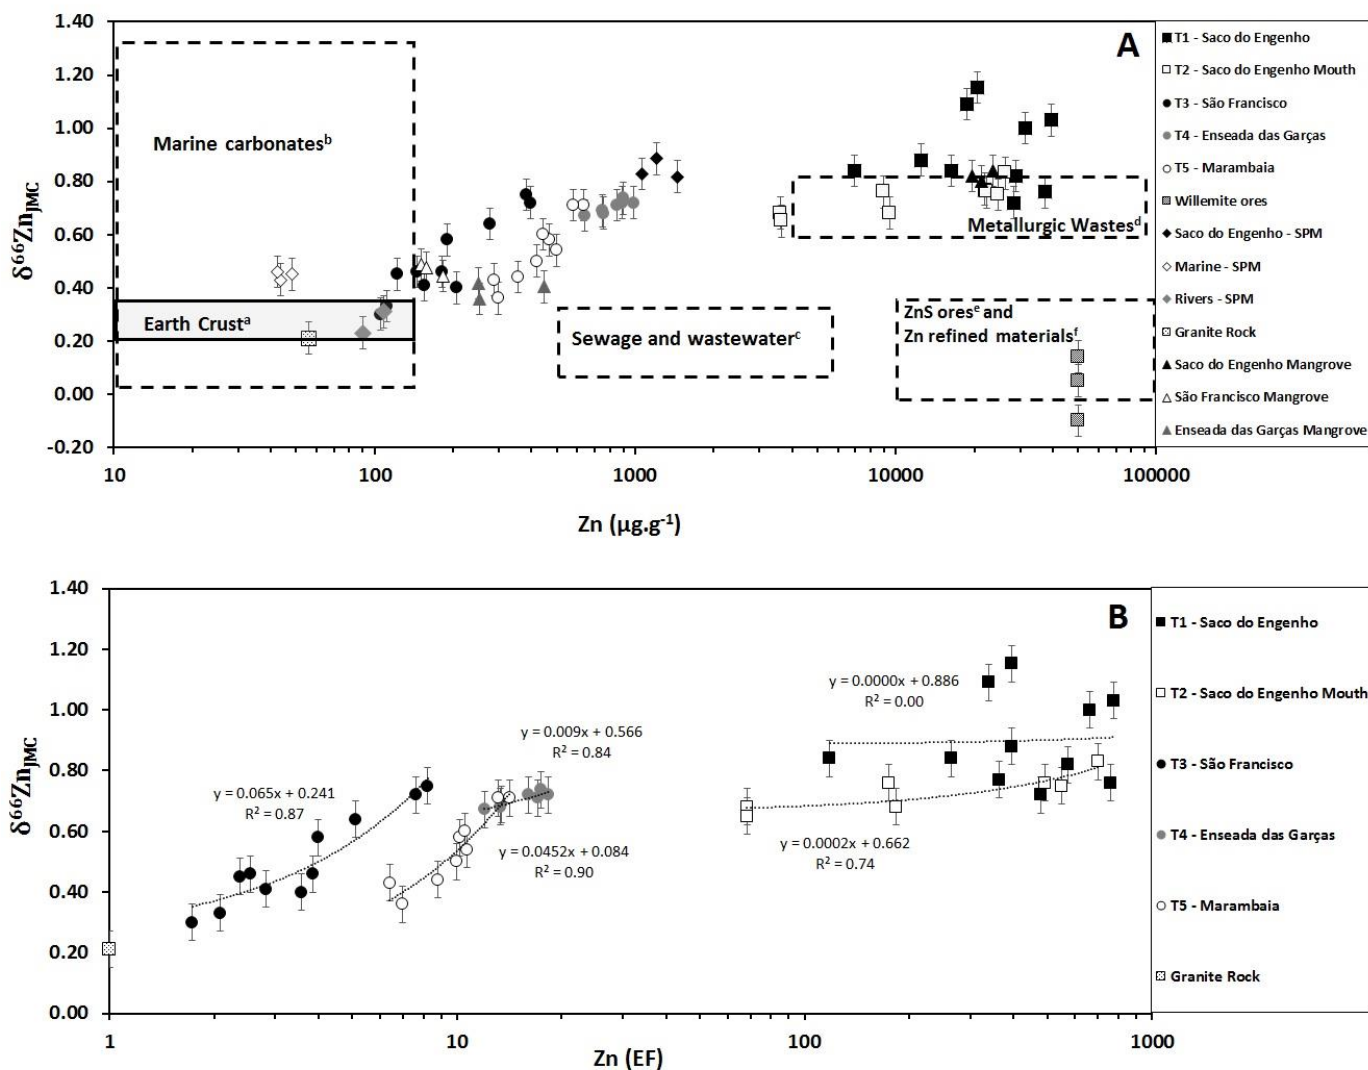 A
δ⁶⁶Zn_JMC
1.40
1.20
1.00
0.80
0.60
0.40
0.20
0.00
-0.20
10
100
1000
10000
100000
Zn (µg.g⁻¹)
Marine carbonatesᵇ
Earth Crustᵃ
Sewage and wastewaterᶜ
Metallurgic Wastesᵈ
ZnS oresᵉ and
Zn refined materialsᶠ
T1 - Saco do Engenho
T2 - Saco do Engenho Mouth
T3 - São Francisco
T4 - Enseada das Garças
T5 - Marambaia
Willemite ores
Saco do Engenho - SPM
Marine - SPM
Rivers - SPM
Granite Rock
Saco do Engenho Mangrove
São Francisco Mangrove
Enseada das Garças Mangrove
B
δ⁶⁶Zn_JMC
1.40
1.20
1.00
0.80
0.60
0.40
0.20
0.00
1
10
100
1000
Zn (EF)
y = 0.065x + 0.241
R² = 0.87
y = 0.009x + 0.566
R² = 0.84
y = 0.0452x + 0.084
R² = 0.90
y = 0.0000x + 0.886
R² = 0.00
y = 0.0002x + 0.662
R² = 0.74
T1 - Saco do Engenho
T2 - Saco do Engenho Mouth
T3 - São Francisco
T4 - Enseada das Garças
T5 - Marambaia
Granite Rock